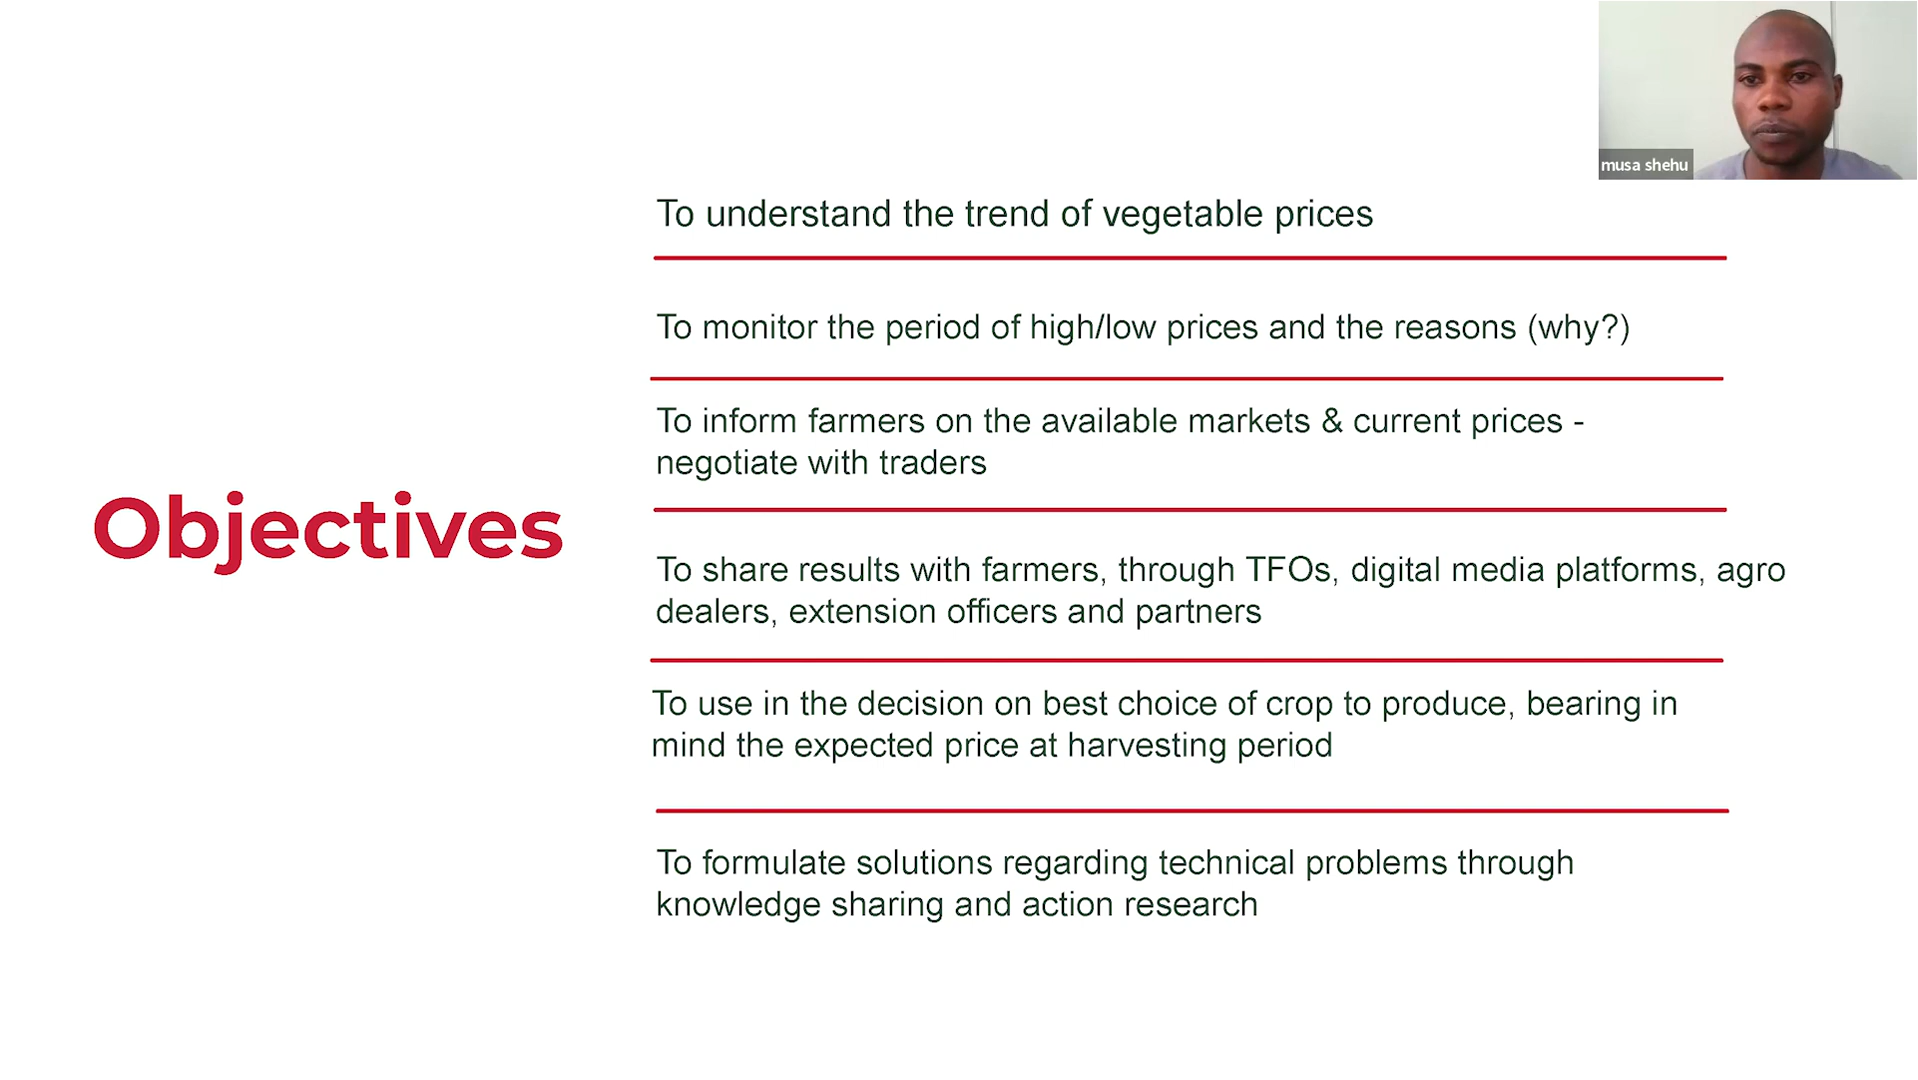 musa shehu
To understand the trend of vegetable prices
To monitor the period of high/low prices and the reasons (why?)
To inform farmers on the available markets & current prices -
negotiate with traders
Objectives
To share results with farmers, through TFOs, digital media platforms, agro
dealers, extension officers and partners
To use in the decision on best choice of crop to produce, bearing in
mind the expected price at harvesting period
To formulate solutions regarding technical problems through
knowledge sharing and action research